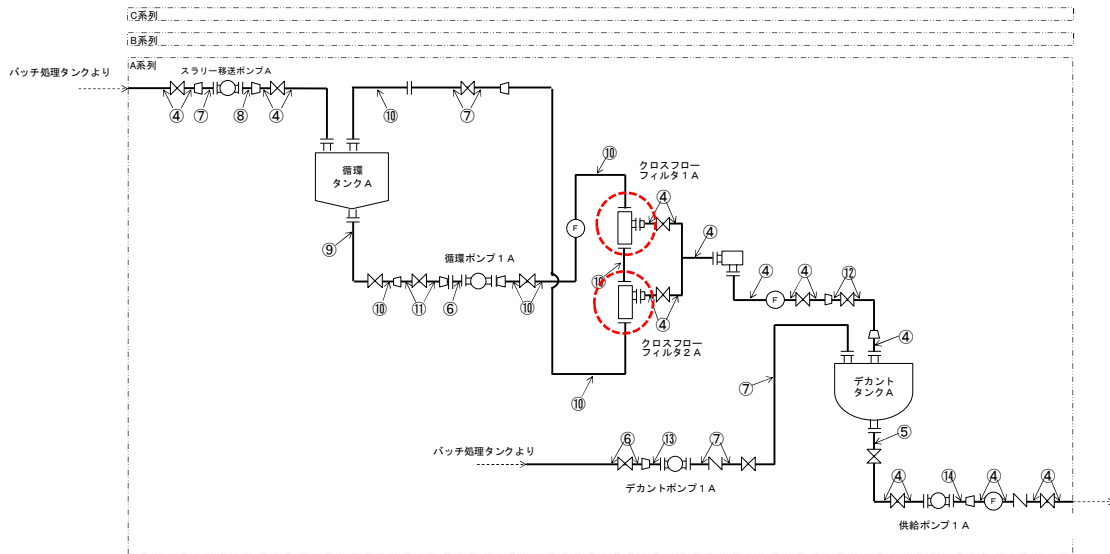 C系列
B系列
A系列
バッチ処理タンクより
スラリー移送ポンプA
④
⑦
⑧
④
⑩
⑦
循環
タンクA
⑨
⑩
クロスフロー
フィルタ1A
④
F
④
循環ポンプ1A
⑩
⑪
⑥
⑩
⑩
④
クロスフロー
フィルタ2A
④
④
⑫
F
④
⑩
⑦
デカント
タンクA
⑤
バッチ処理タンクより
⑥
⑬
⑦
デカントポンプ1A
④
⑭
④
④
F
供給ポンプ1A